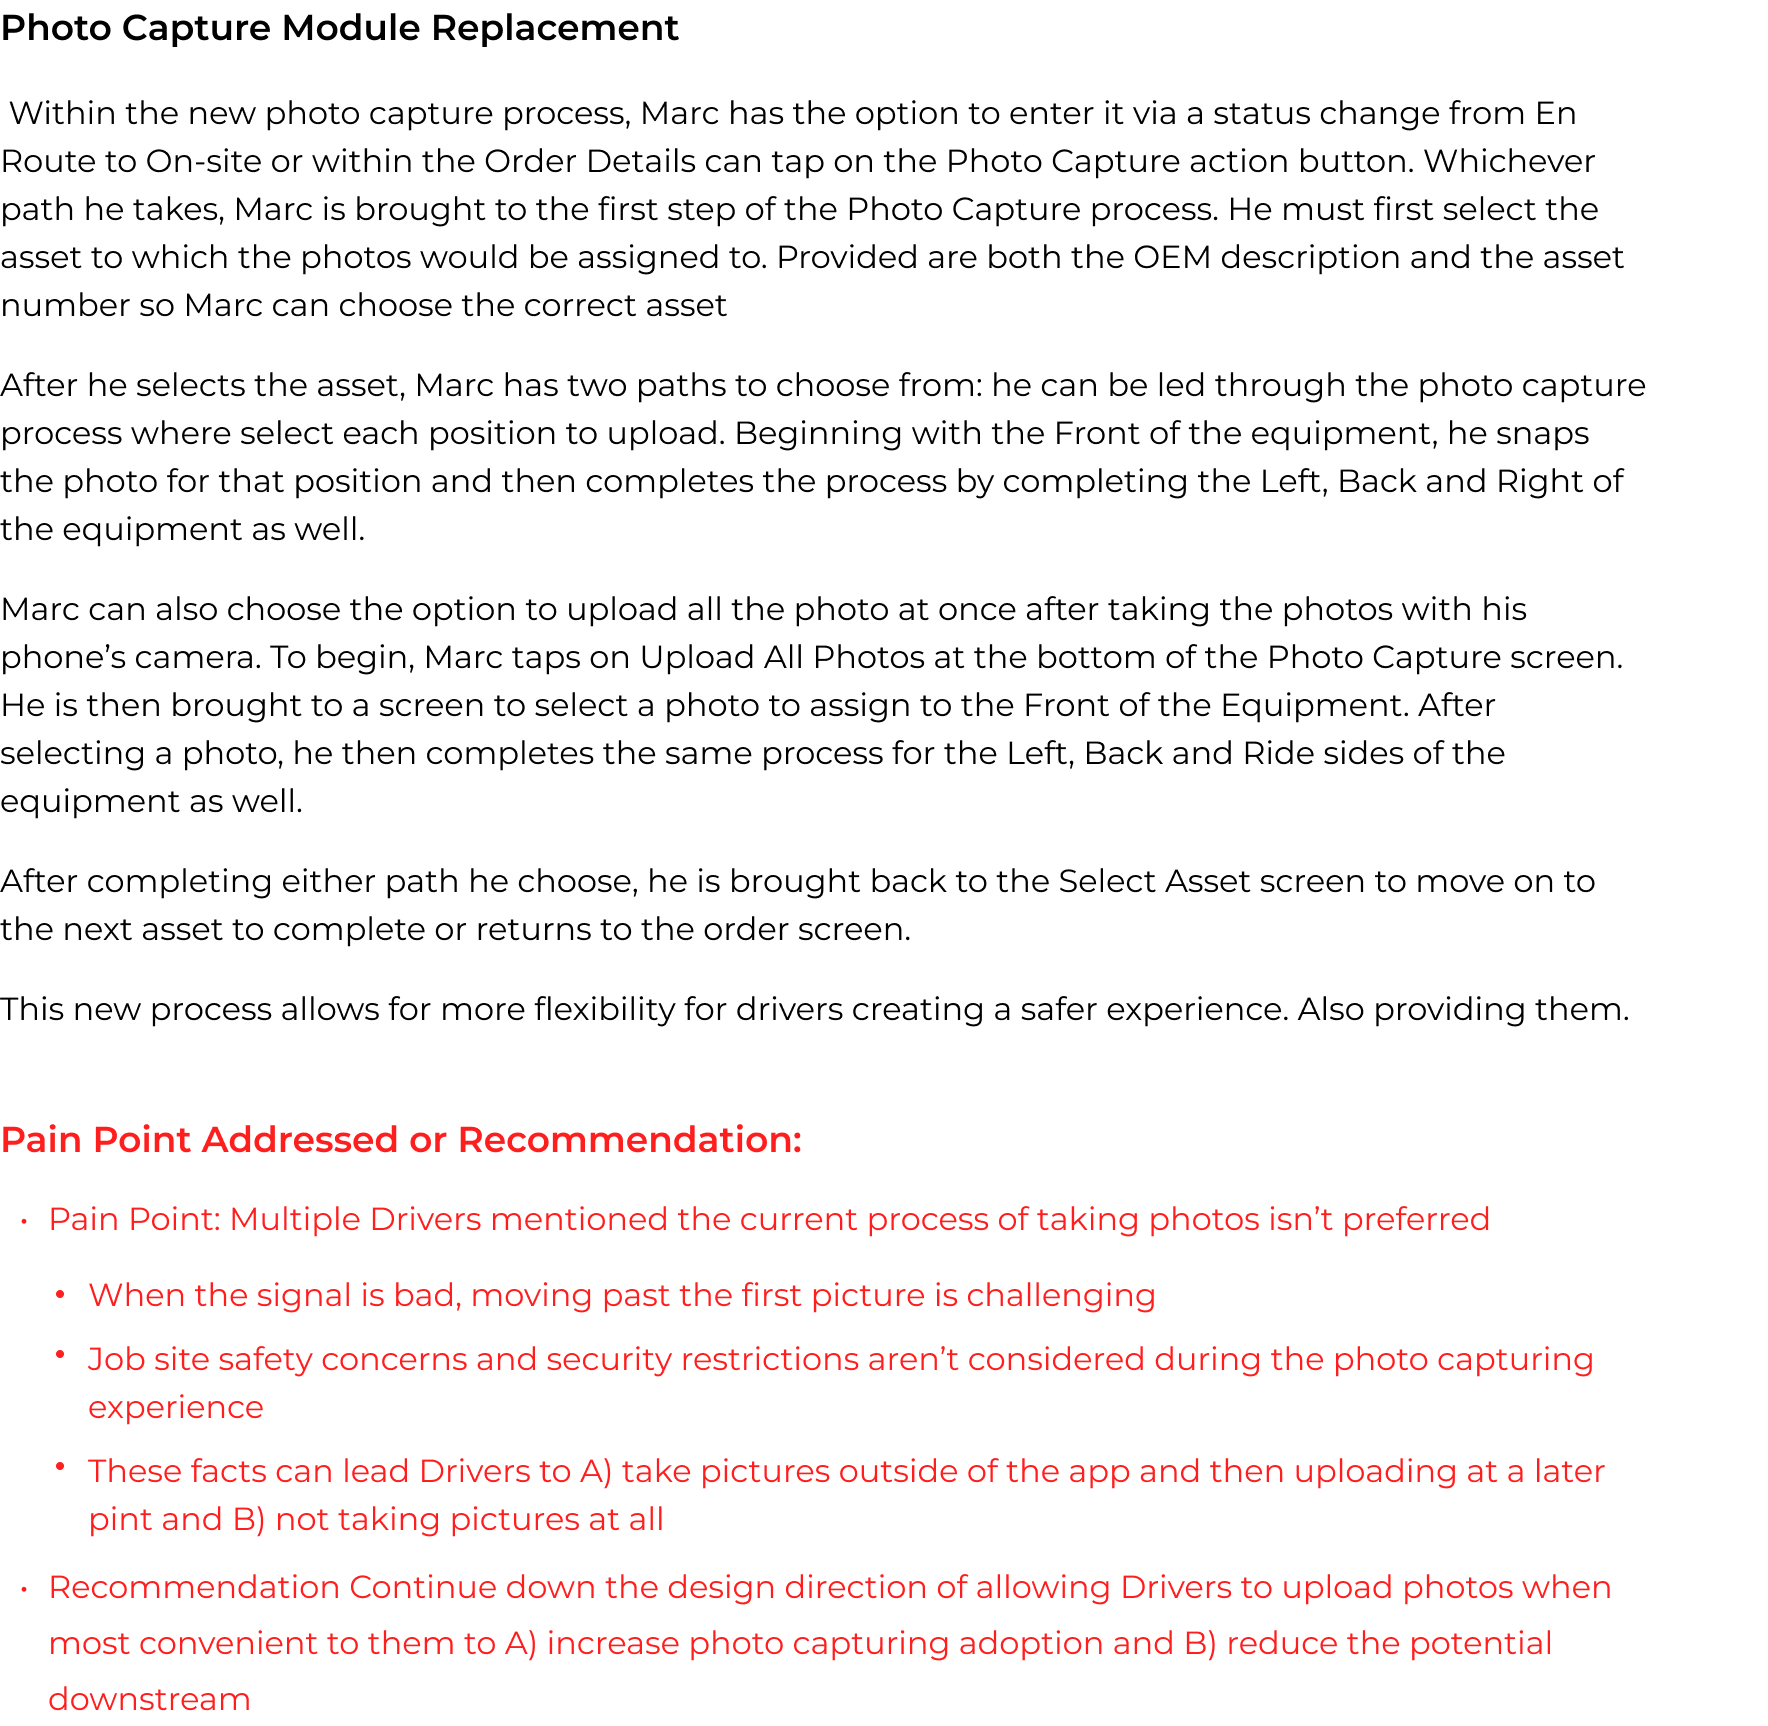 Photo Capture Module Replacement
Within the new photo capture process, Marc has the option to enter it via a status change from En
Route to On-site or within the Order Details can tap on the Photo Capture action button. Whichever
path he takes, Marc is brought to the first step of the Photo Capture process. He must first select the
asset to which the photos would be assigned to. Provided are both the OEM description and the asset
number so Marc can choose the correct asset
After he selects the asset, Marc has two paths to choose from: he can be led through the photo capture
process where select each position to upload. Beginning with the Front of the equipment, he snaps
the photo for that position and then completes the process by completing the Left, Back and Right of
the equipment as well.
Marc can also choose the option to upload all the photo at once after taking the photos with his
phone’s camera. To begin, Marc taps on Upload All Photos at the bottom of the Photo Capture screen.
He is then brought to a screen to select a photo to assign to the Front of the Equipment. After
selecting a photo, he then completes the same process for the Left, Back and Ride sides of the
equipment as well.
After completing either path he choose, he is brought back to the Select Asset screen to move on to
the next asset to complete or returns to the order screen.
This new process allows for more flexibility for drivers creating a safer experience. Also providing them.
Pain Point Addressed or Recommendation:
• Pain Point: Multiple Drivers mentioned the current process of taking photos isn’t preferred
• When the signal is bad, moving past the first picture is challenging
• Job site safety concerns and security restrictions aren’t considered during the photo capturing
experience
• These facts can lead Drivers to A) take pictures outside of the app and then uploading at a later
pint and B) not taking pictures at all
• Recommendation Continue down the design direction of allowing Drivers to upload photos when
most convenient to them to A) increase photo capturing adoption and B) reduce the potential
downstream